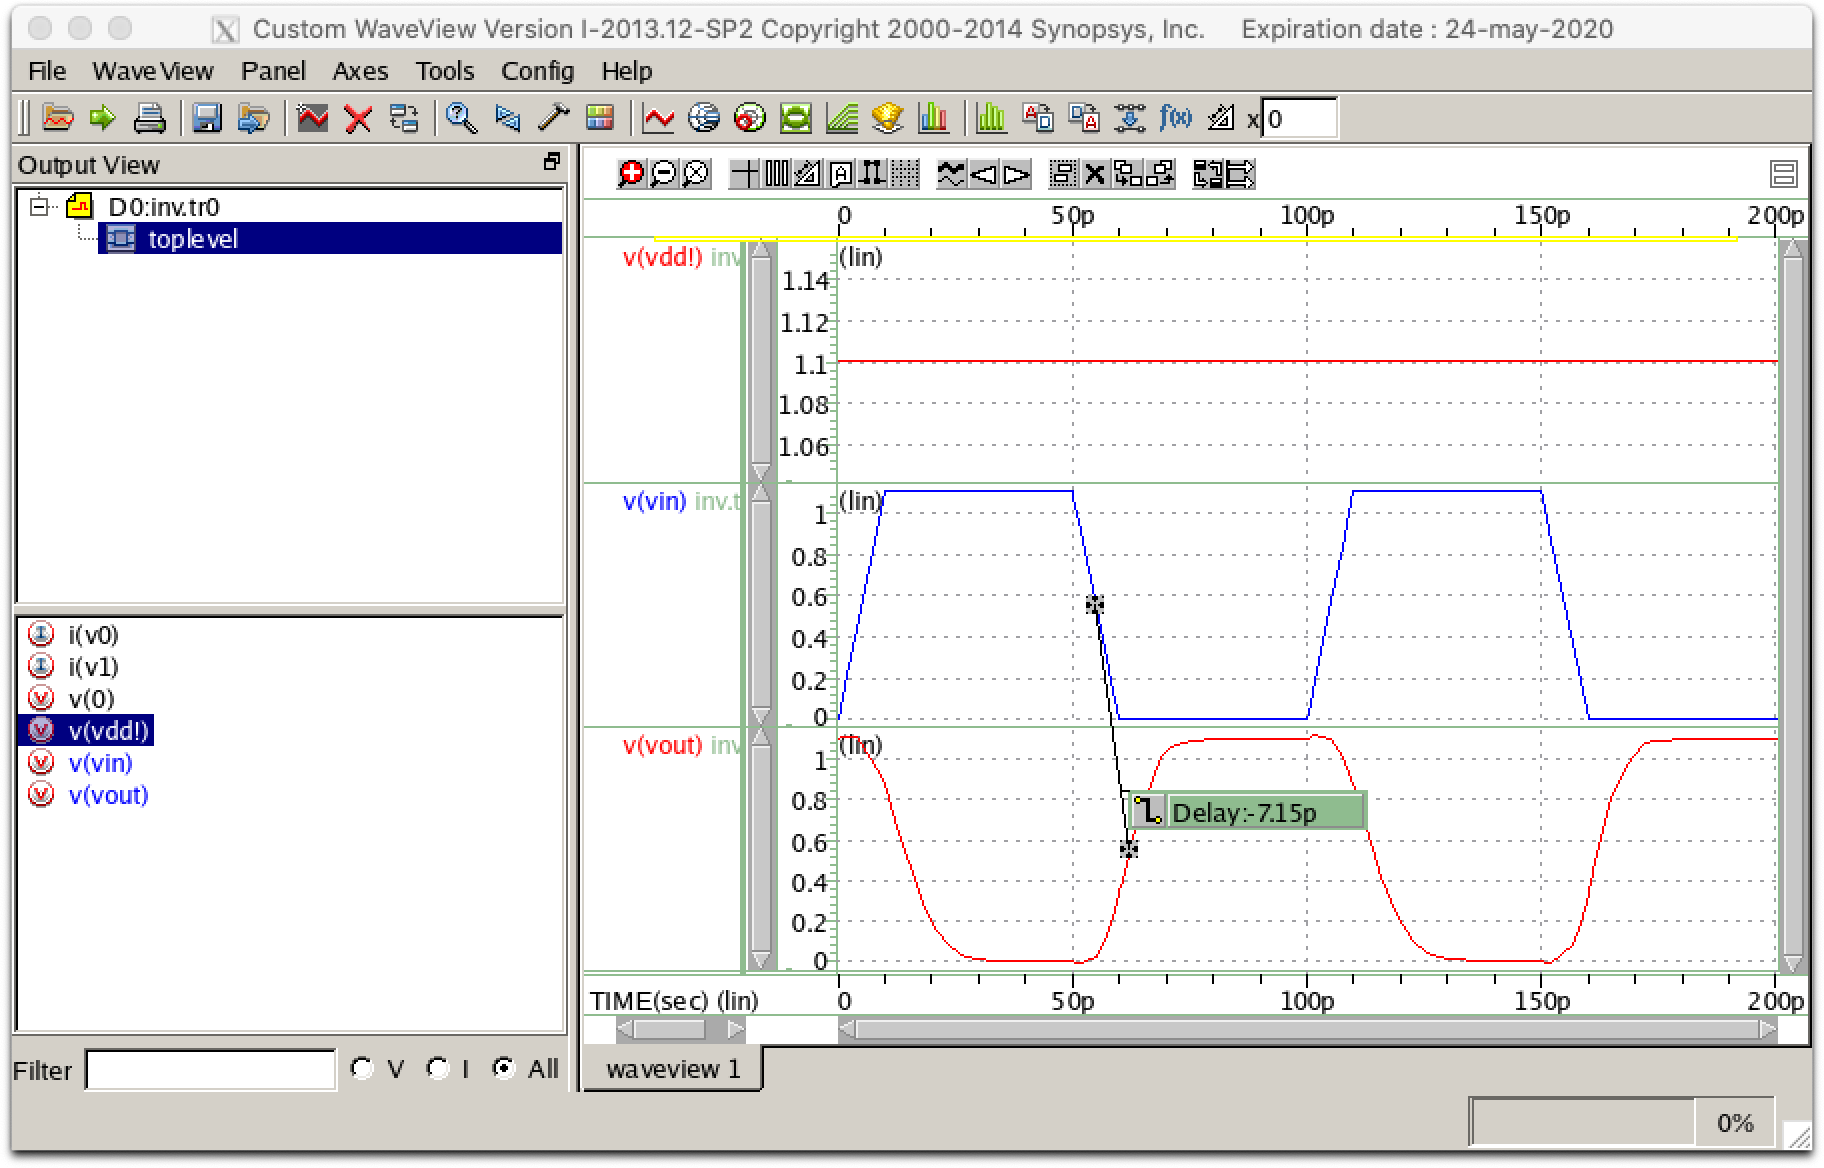 Custom WaveView Version I-2013.12-SP2 Copyright 2000-2014 Synopsys, Inc. Expiration date : 24-may-2020
File WaveView Panel Axes Tools Config Help
f(x) x 0
Output View
D0:inv.tr0
toplevel
i(v0)
i(v1)
v(0)
v(vdd!)
v(vin)
v(vout)
Filter V I All
0 50p 100p 150p 200p
v(vdd!) inv (lin)
1.14
1.12
1.1
1.08
1.06
v(vin) inv.t (lin)
1
0.8
0.6
0.4
0.2
0
v(vout) inv (lin)
1
0.8
Delay:-7.15p
0.6
0.4
0.2
0
TIME(sec) (lin) 0 50p 100p 150p 200p
waveview 1
0%